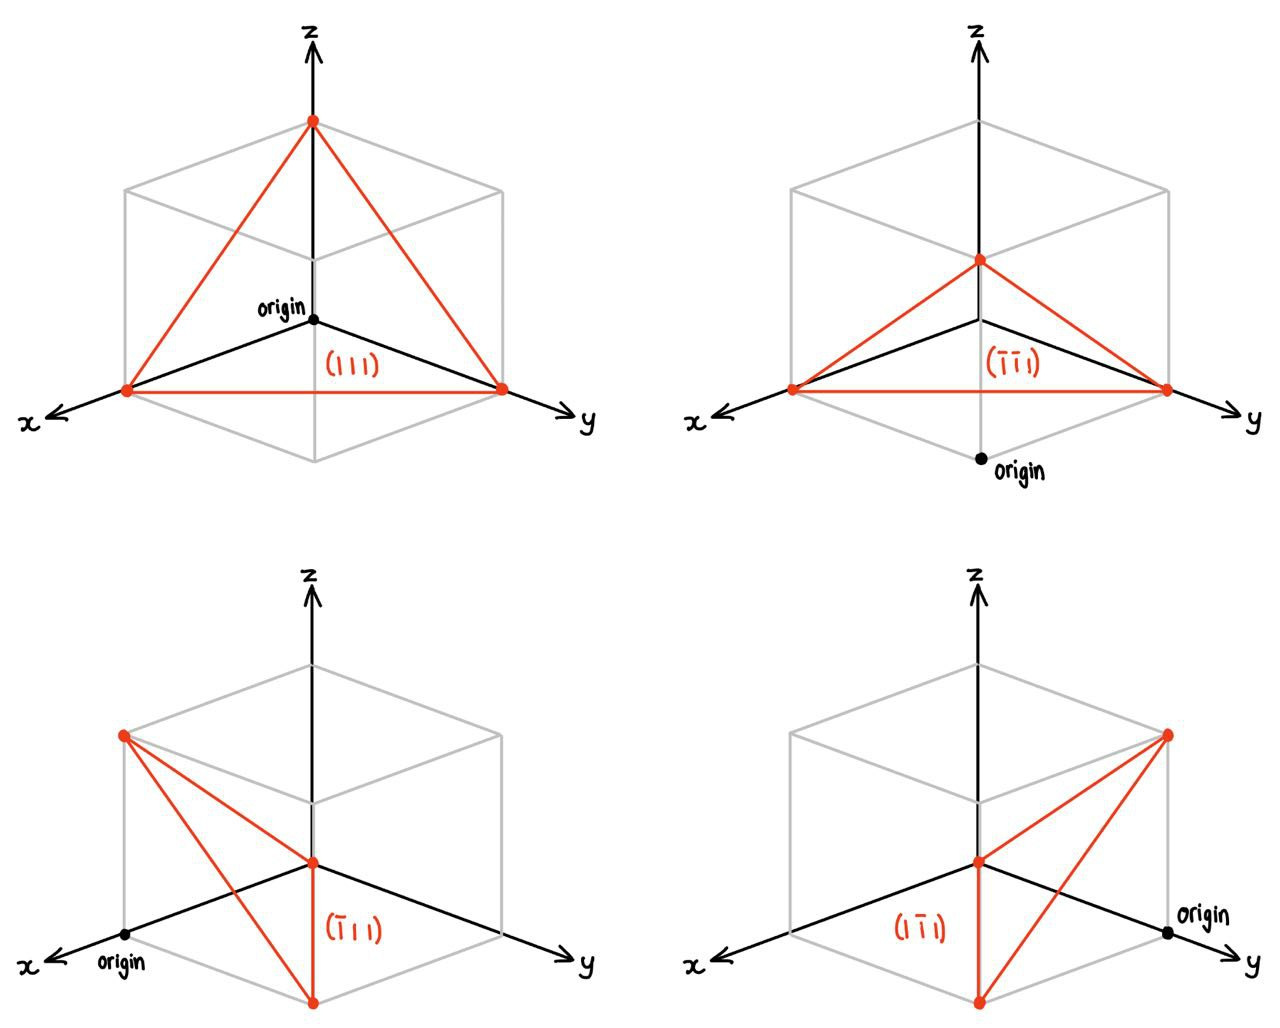 z
origin
(111)
x
y
z
(1̅1̅1)
x
y
origin
z
(1̅11)
x
origin
y
z
(11̅1)
origin
x
y